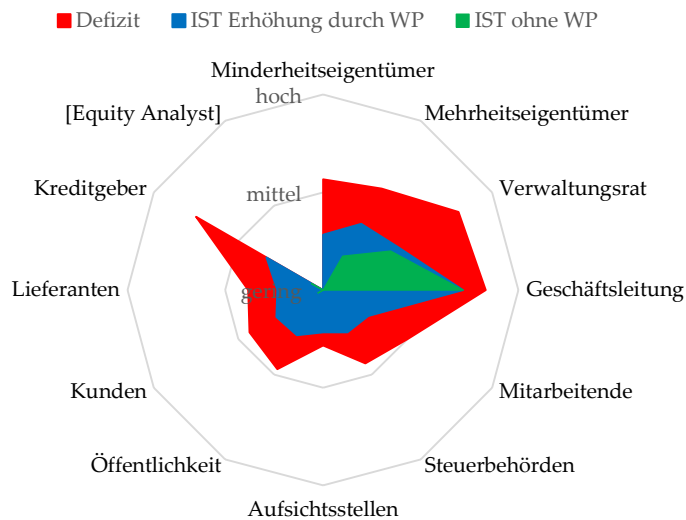 Defizit IST Erhöhung durch WP IST ohne WP
Minderheitseigentümer
hoch
[Equity Analyst] Mehrheitseigentümer
Kreditgeber mittel Verwaltungsrat
Lieferanten gering Geschäftsleitung
Kunden Mitarbeitende
Öffentlichkeit Steuerbehörden
Aufsichtsstellen